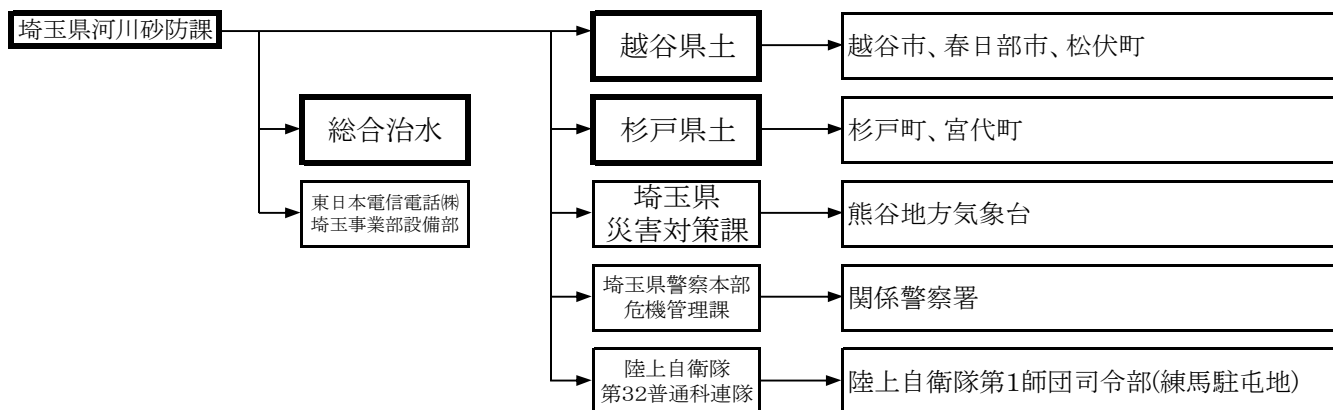 埼玉県河川砂防課
越谷県土
越谷市、春日部市、松伏町
総合治水
杉戸県土
杉戸町、宮代町
東日本電信電話㈱
埼玉事業部設備部
埼玉県
災害対策課
熊谷地方気象台
埼玉県警察本部
危機管理課
関係警察署
陸上自衛隊
第32普通科連隊
陸上自衛隊第1師団司令部(練馬駐屯地)